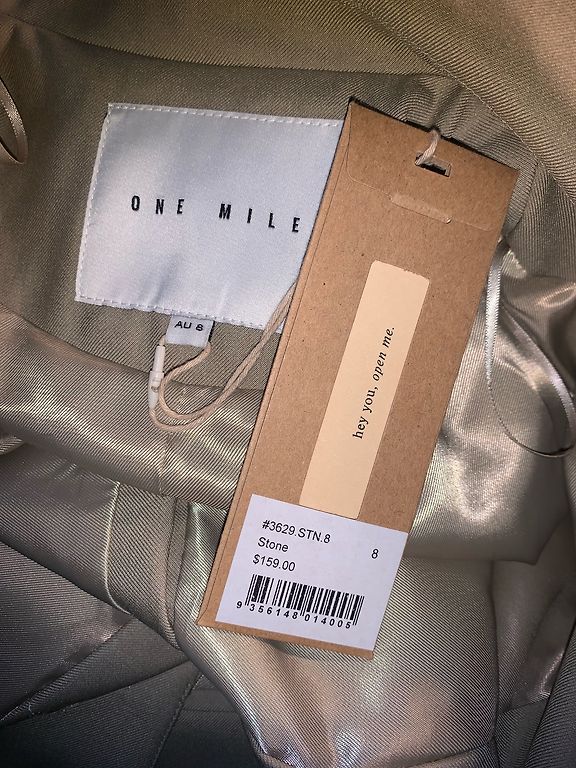 ONE MILE
AU 8
hey you, open me.
#3629.STN.8
8
Stone
$159.00
9 356148 014005